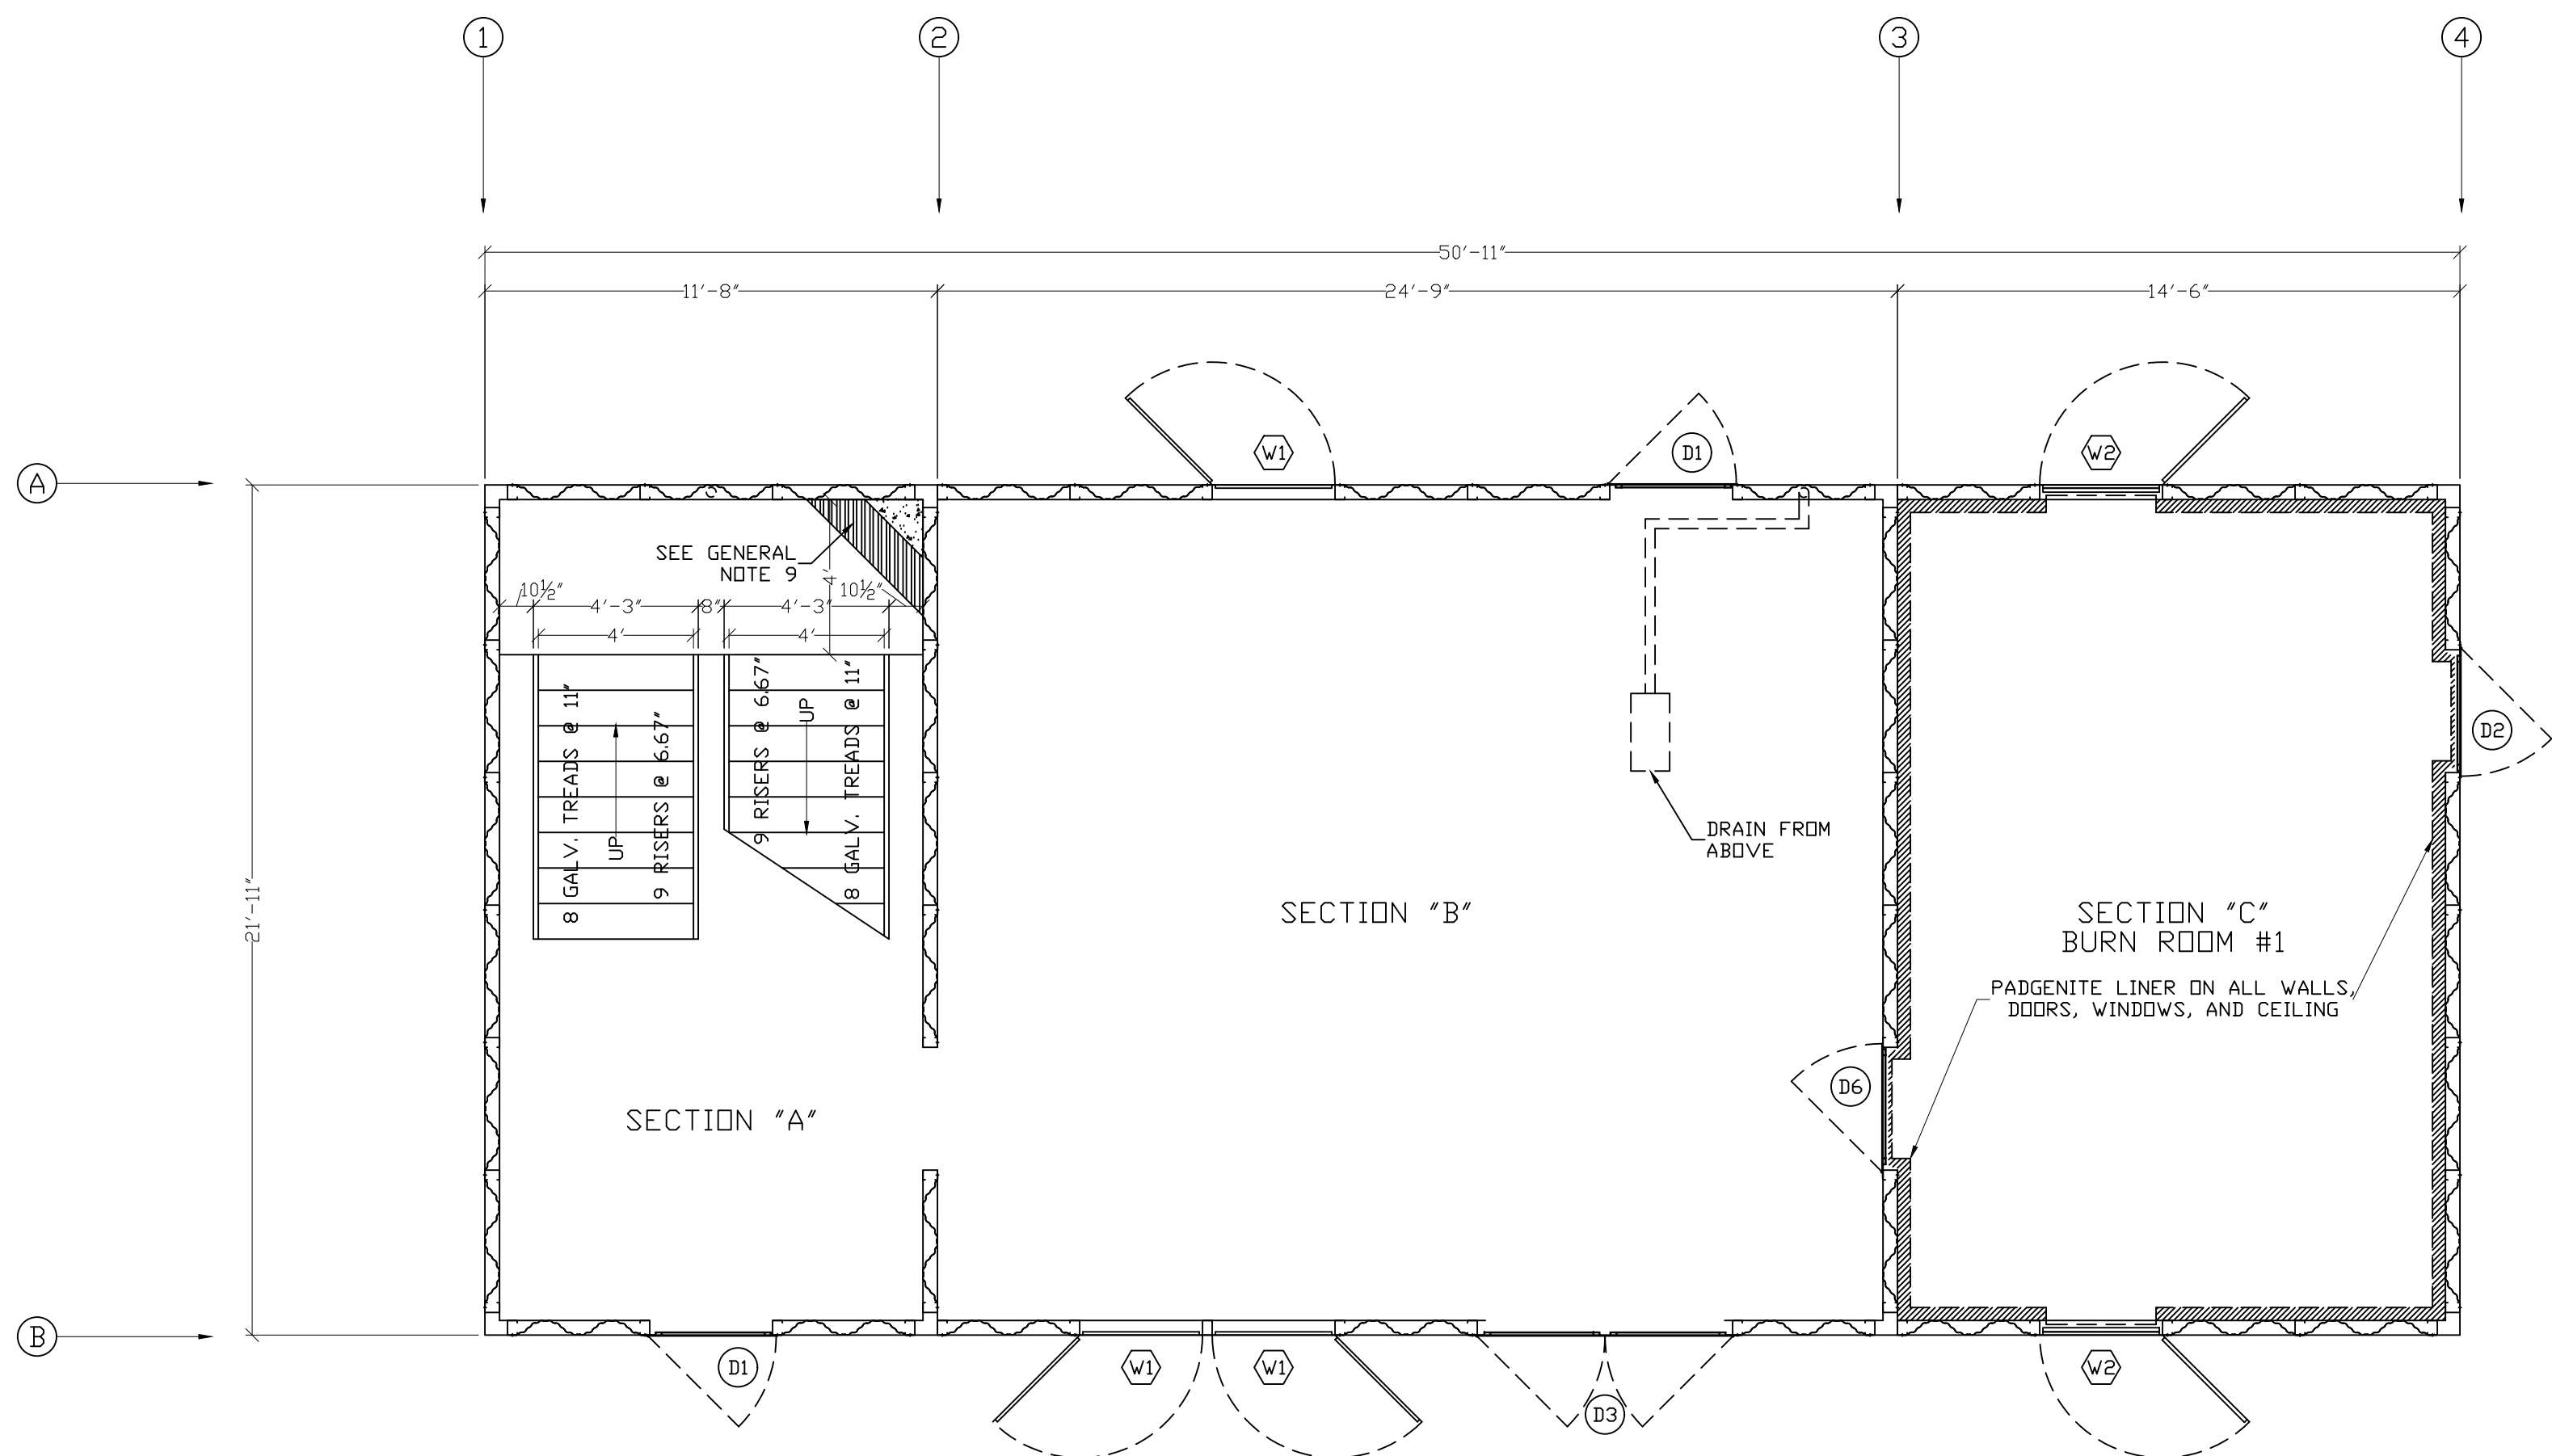 1
2
3
4
50'-11"
11'-8"
24'-9"
14'-6"
W1
D1
W2
A
SEE GENERAL
NOTE 9
4'
10½"
4'-3"
8"
4'-3"
10½"
4'
4'
8 GALV. TREADS @ 11"
UP
9 RISERS @ 6.67"
9 RISERS @ 6.67"
UP
8 GALV. TREADS @ 11"
D2
DRAIN FROM
ABOVE
21'-11"
SECTION "B"
SECTION "C"
BURN ROOM #1
PADGENITE LINER ON ALL WALLS,
DOORS, WINDOWS, AND CEILING
D6
SECTION "A"
B
D1
W1
W1
D3
W2